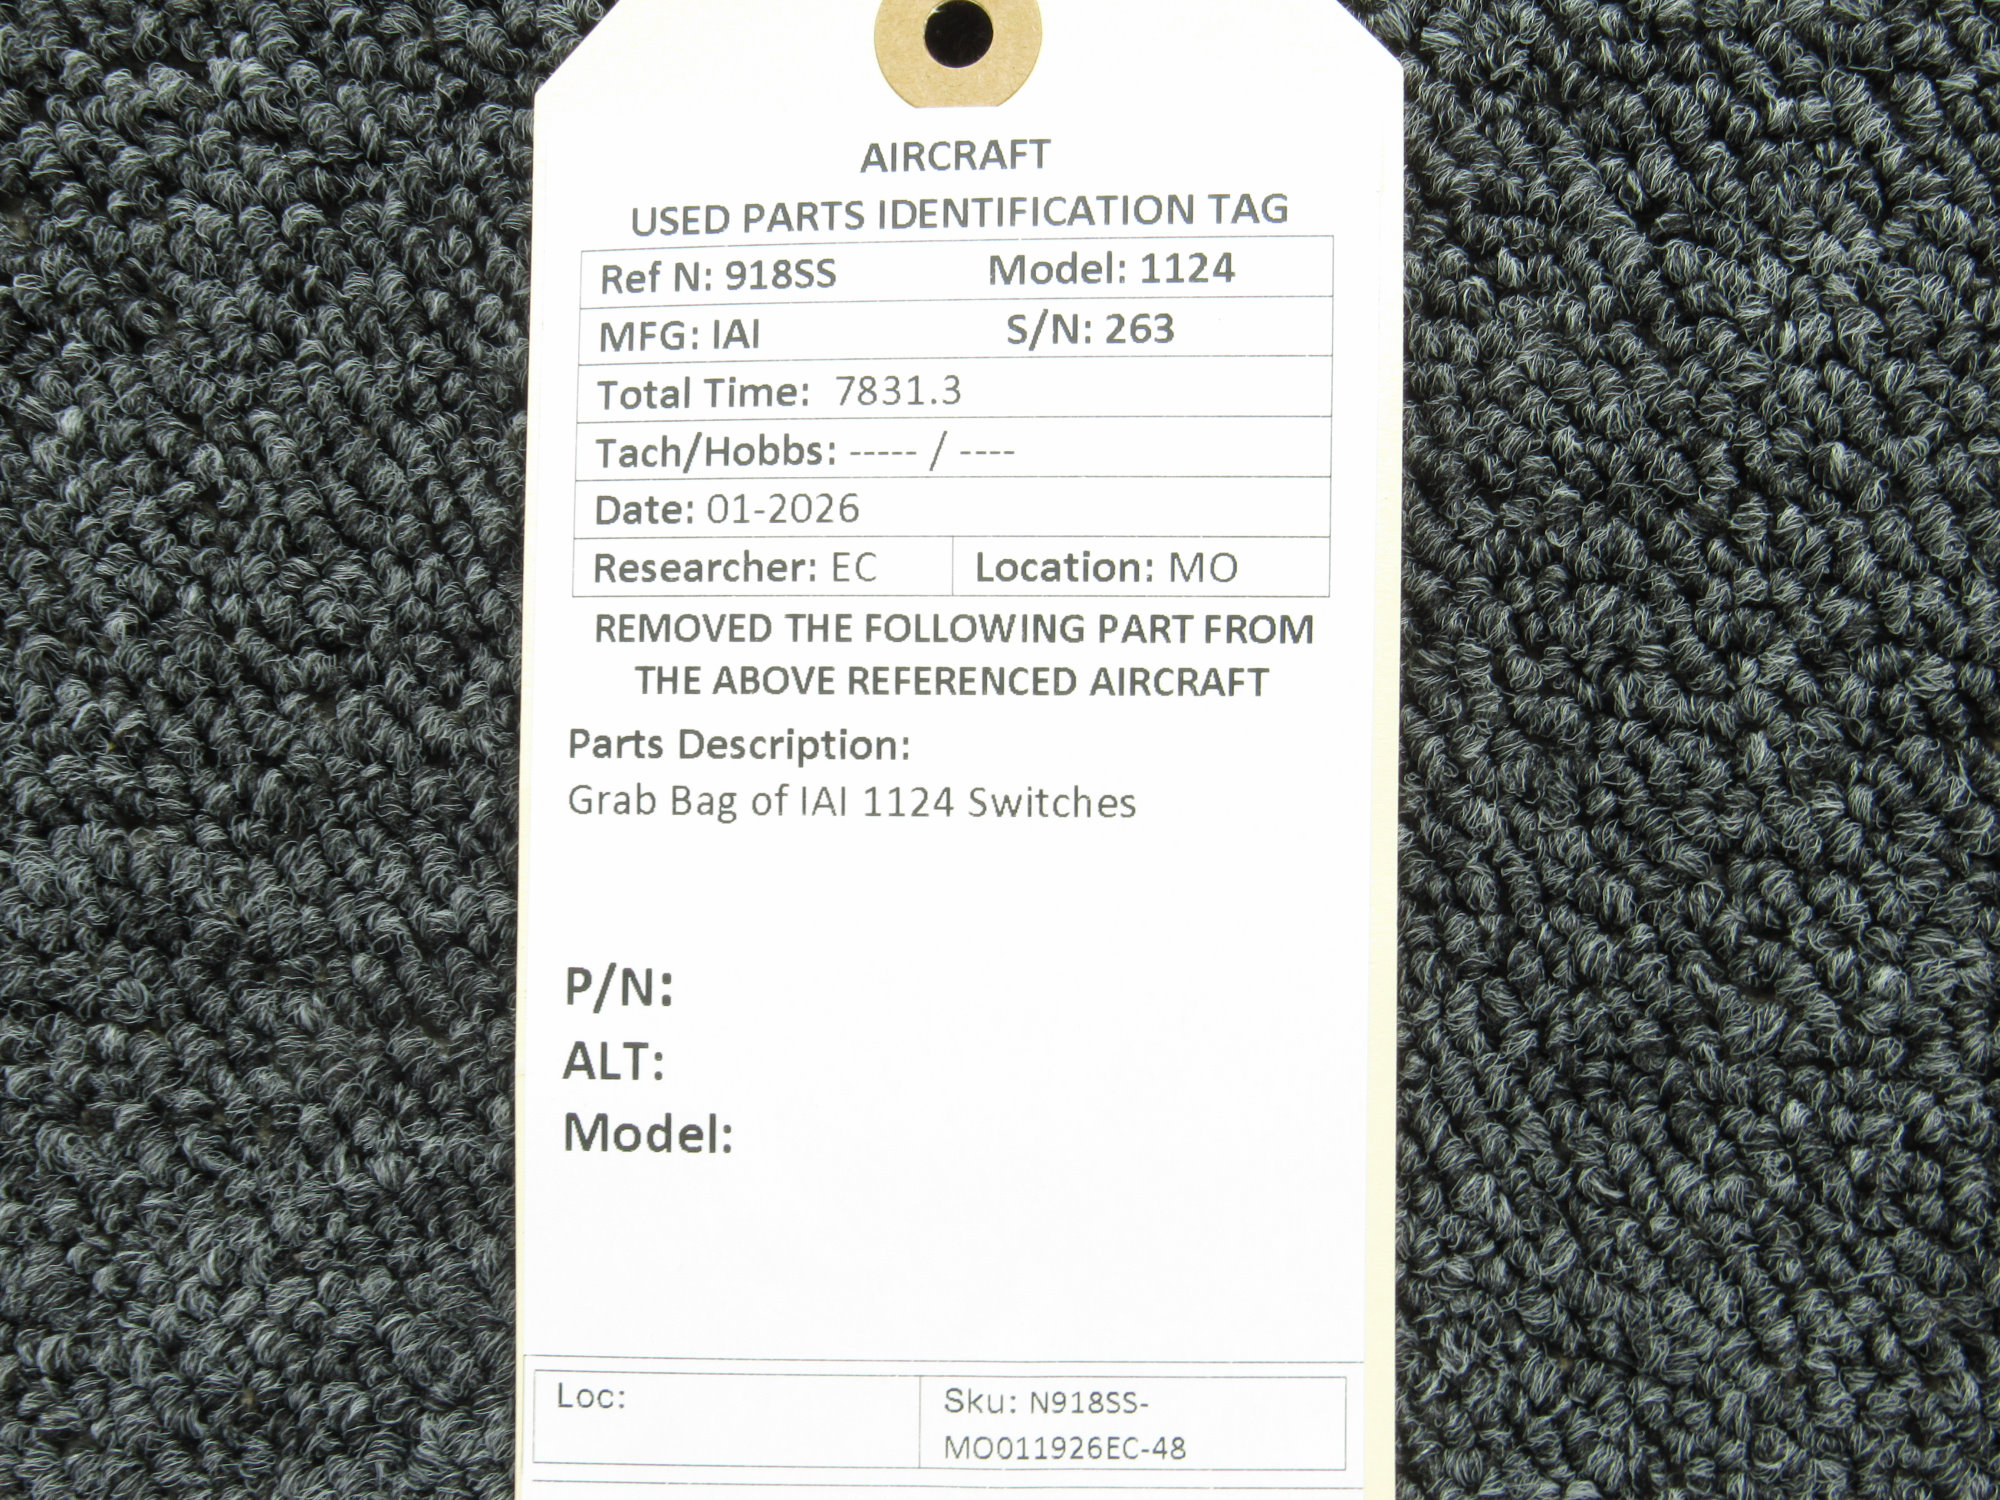 AIRCRAFT
USED PARTS IDENTIFICATION TAG
Ref N: 918SS Model: 1124
MFG: IAI S/N: 263
Total Time: 7831.3
Tach/Hobbs: ----- / ----
Date: 01-2026
Researcher: EC Location: MO
REMOVED THE FOLLOWING PART FROM
THE ABOVE REFERENCED AIRCRAFT
Parts Description:
Grab Bag of IAI 1124 Switches
P/N:
ALT:
Model:
Loc: Sku: N918SS-
MO011926EC-48